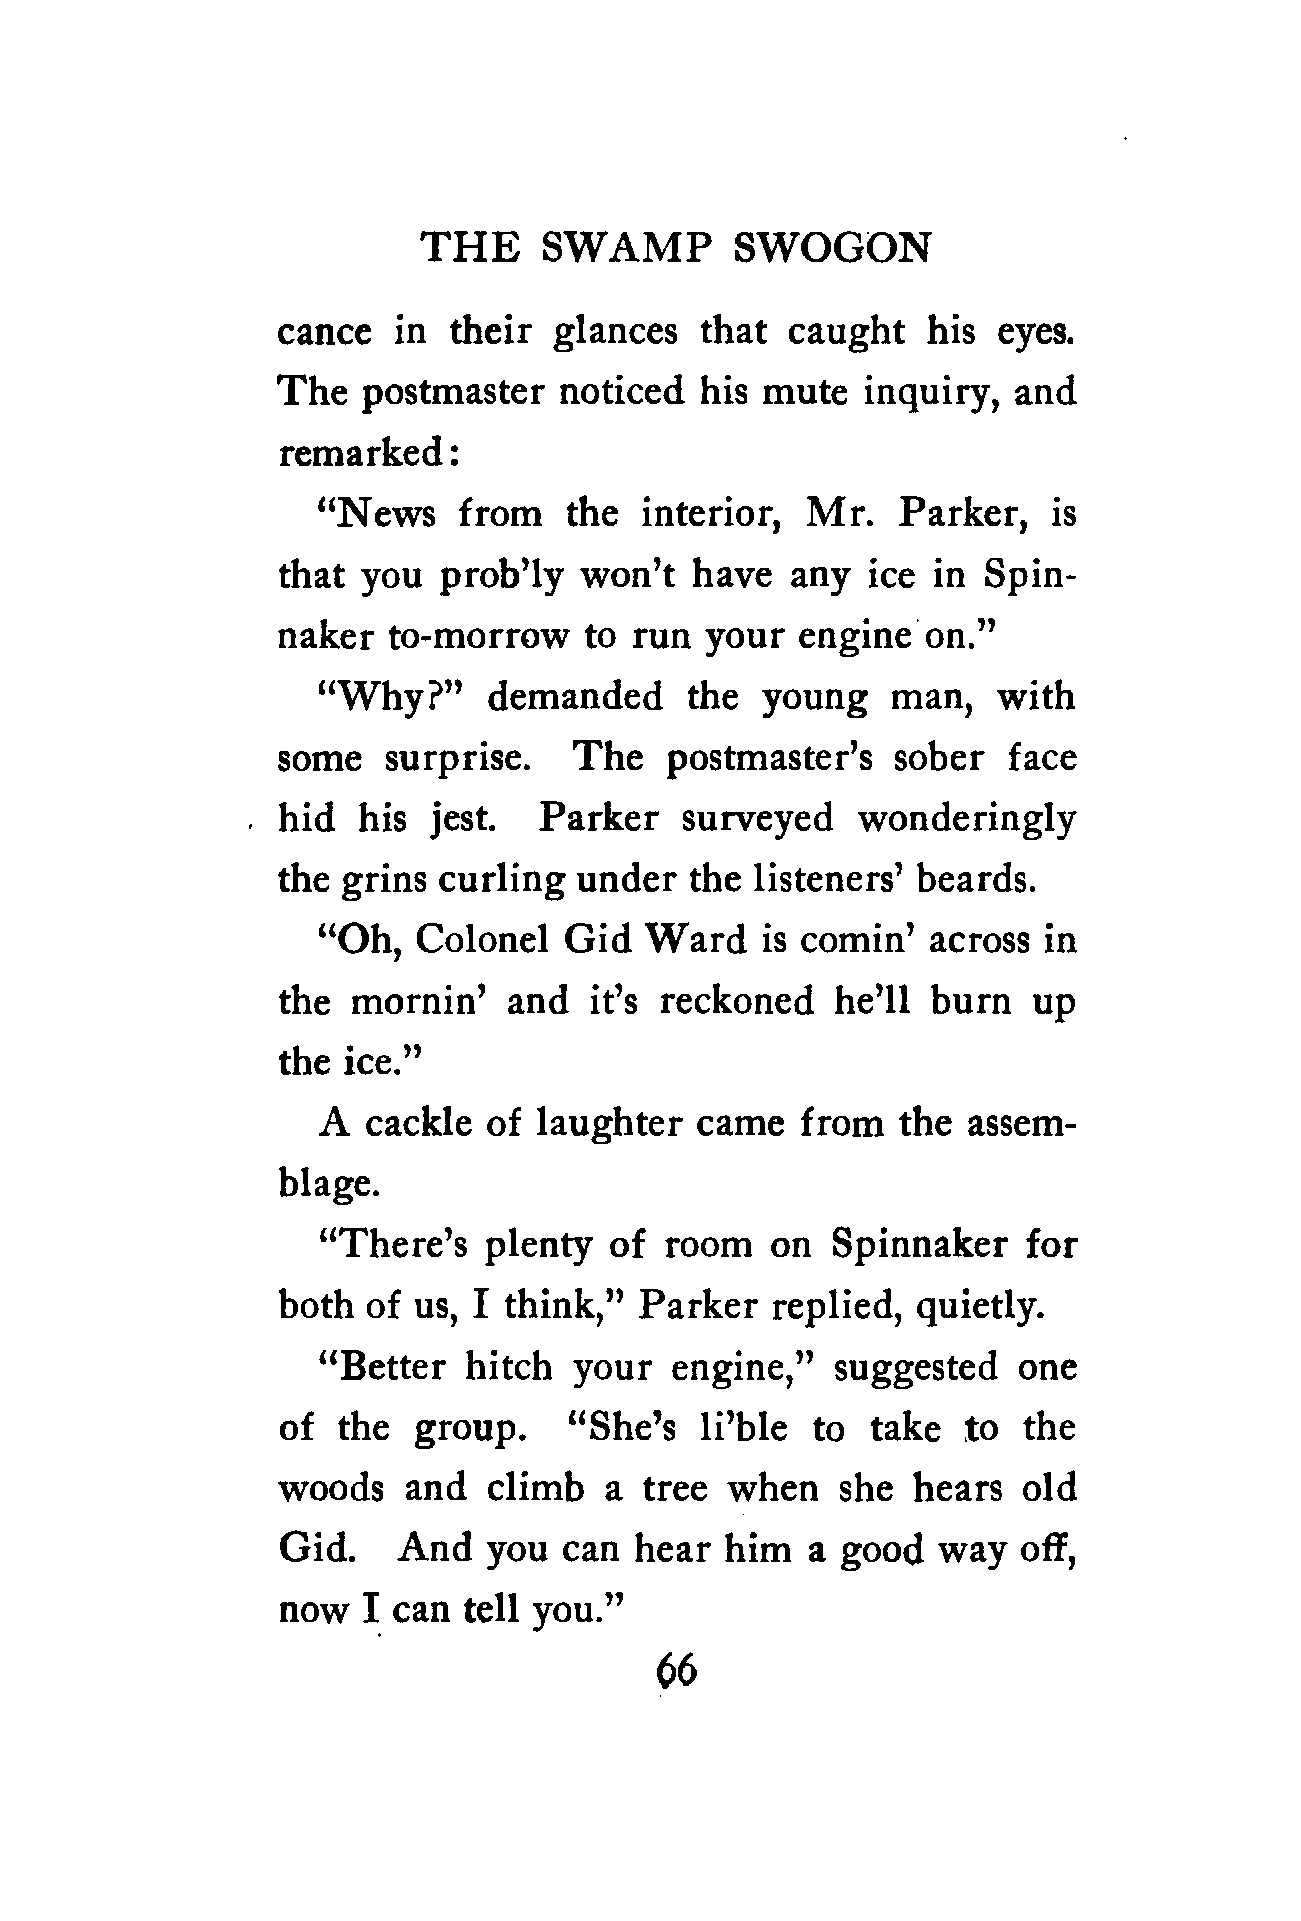 THE SWAMP SWOGON
cance in their glances that caught his eyes.
The postmaster noticed his mute inquiry, and
remarked:
“News from the interior, Mr. Parker, is
that you prob’ly won’t have any ice in Spin-
naker to-morrow to run your engine on.”
“Why?” demanded the young man, with
some surprise. The postmaster’s sober face
hid his jest. Parker surveyed wonderingly
the grins curling under the listeners’ beards.
“Oh, Colonel Gid Ward is comin’ across in
the mornin’ and it’s reckoned he’ll burn up
the ice.”
A cackle of laughter came from the assem-
blage.
“There’s plenty of room on Spinnaker for
both of us, I think,” Parker replied, quietly.
“Better hitch your engine,” suggested one
of the group. “She’s li’ble to take to the
woods and climb a tree when she hears old
Gid. And you can hear him a good way off,
now I can tell you.”
66